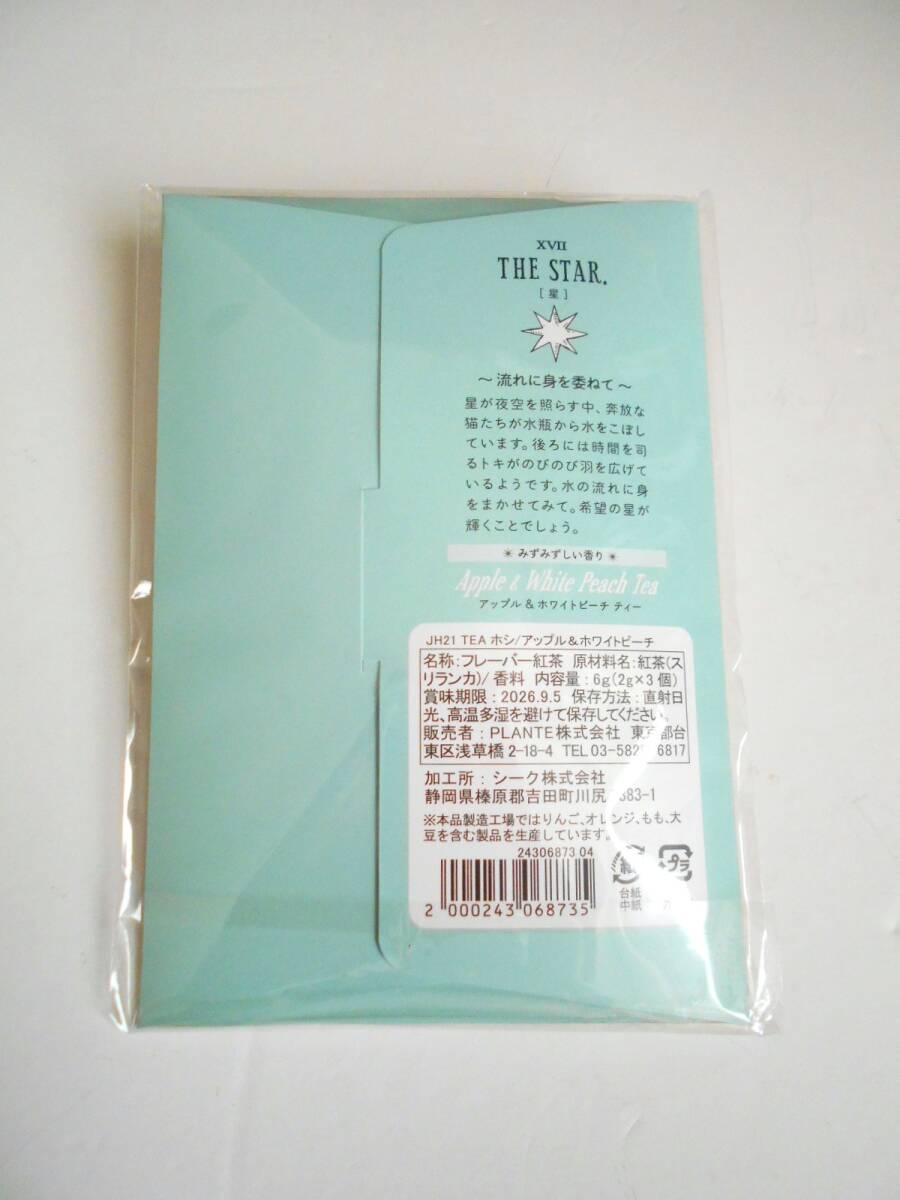 XVII
THE STAR.
[星]
〜流れに身を委ねて〜
星が夜空を照らす中、奔放な
猫たちが水瓶から水をこぼし
ています。後ろには時間を司
るトキがのびのび羽を広げて
いるようです。水の流れに身
をまかせてみて。希望の星が
輝くことでしょう。
＊みずみずしい香り＊
Apple & White Peach Tea
アップル＆ホワイトピーチ ティー
JH21 TEA ホシ/アップル＆ホワイトピーチ
名称：フレーバー紅茶 原材料名：紅茶(ス
リランカ)/香料 内容量：6g(2g×3個)
賞味期限：2026.9.5 保存方法：直射日
光、高温多湿を避けて保存してください。
販売者：PLANTE株式会社 東京都台
東区浅草橋2-18-4 TEL
加工所：シーク株式会社
静岡県榛原郡吉田町川尻
※本品製造工場ではりんご、オレンジ、もも、大
豆を含む製品を生産しています。
24306873 04
2 000243 068735
紙 プラ
台紙
中紙